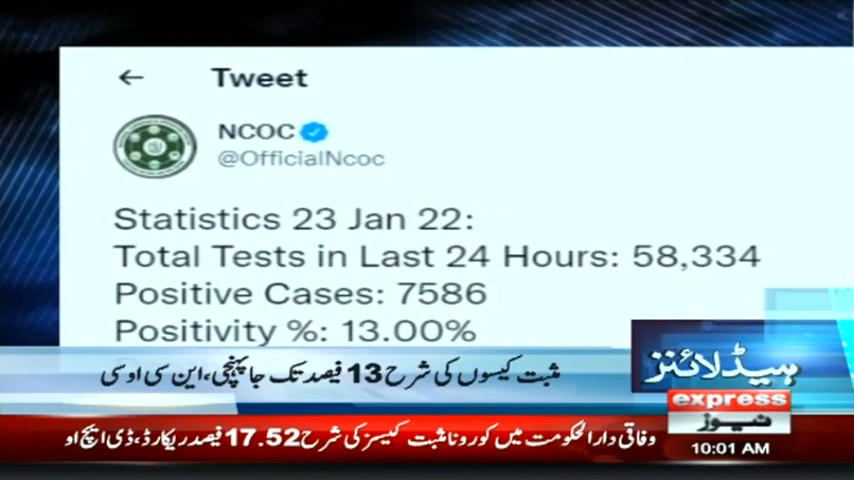 Tweet
NCOC
@OfficialNcoc
Statistics 23 Jan 22:
Total Tests in Last 24 Hours: 58,334
Positive Cases: 7586
Positivity %: 13.00%
مثبت کیسوں کی شرح 13 فیصد تک جا پہنچی، این سی او سی
ہیڈلائنز
express
نیوز
وفاقی دارالحکومت میں کورونا مثبت کیسز کی شرح 17.52 فیصد ریکارڈ، ڈی ایچ او
10:01 AM